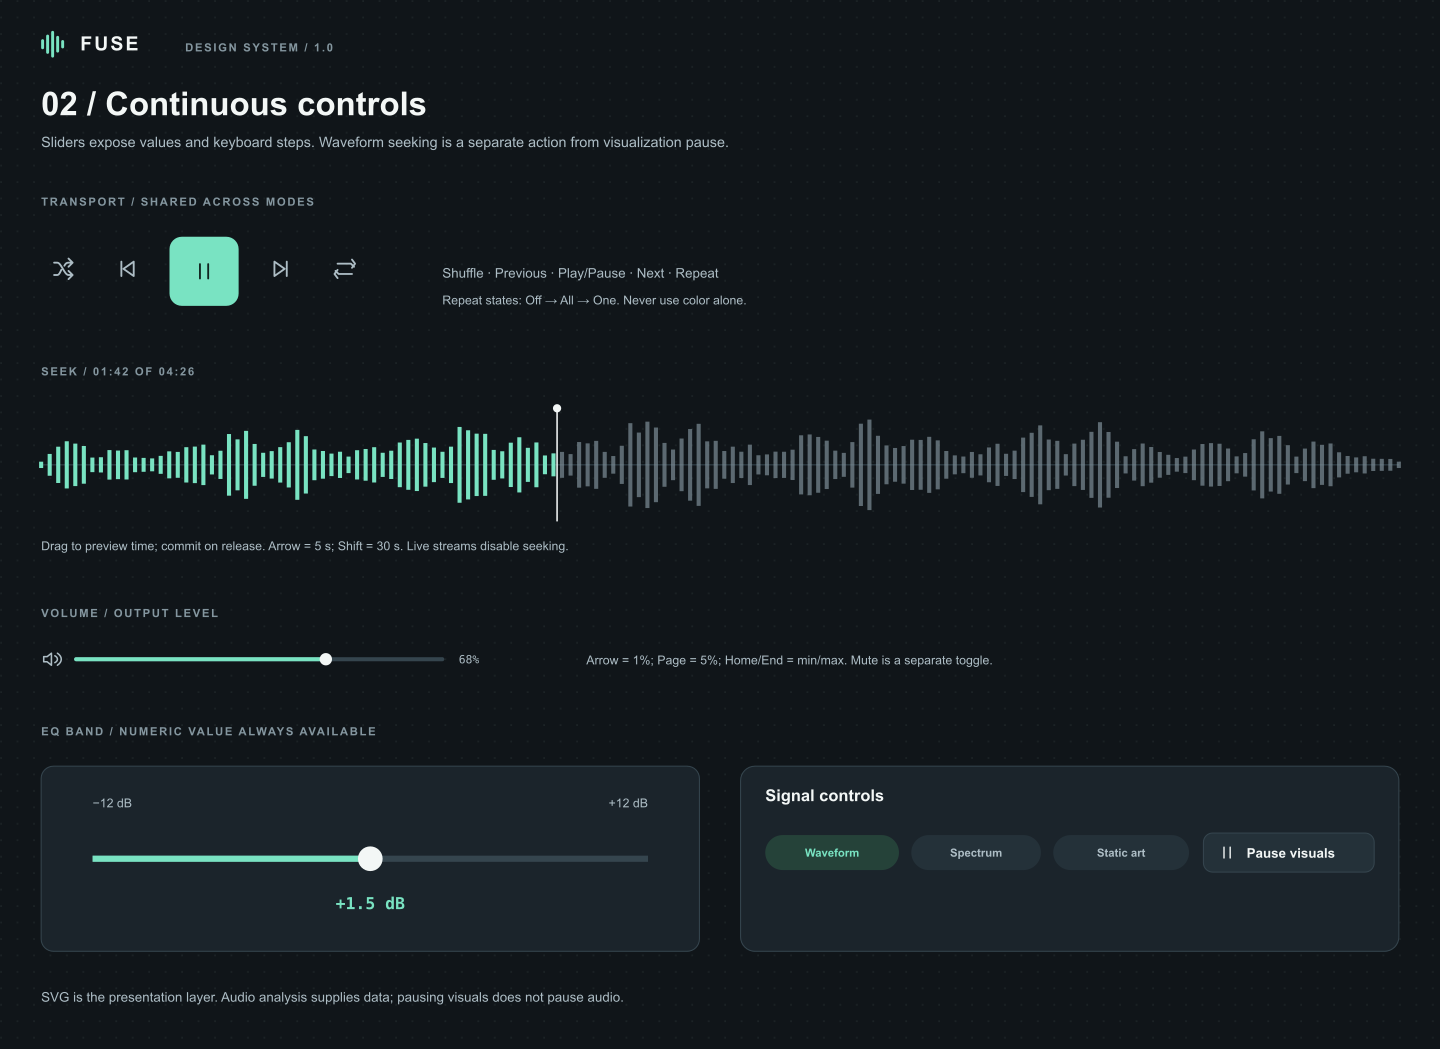 FUSE
DESIGN SYSTEM / 1.0
02 / Continuous controls
Sliders expose values and keyboard steps. Waveform seeking is a separate action from visualization pause.
TRANSPORT / SHARED ACROSS MODES
Shuffle · Previous · Play/Pause · Next · Repeat
Repeat states: Off → All → One. Never use color alone.
SEEK / 01:42 OF 04:26
Drag to preview time; commit on release. Arrow = 5 s; Shift = 30 s. Live streams disable seeking.
VOLUME / OUTPUT LEVEL
68%
Arrow = 1%; Page = 5%; Home/End = min/max. Mute is a separate toggle.
EQ BAND / NUMERIC VALUE ALWAYS AVAILABLE
−12 dB
+12 dB
+1.5 dB
Signal controls
Waveform
Spectrum
Static art
Pause visuals
SVG is the presentation layer. Audio analysis supplies data; pausing visuals does not pause audio.